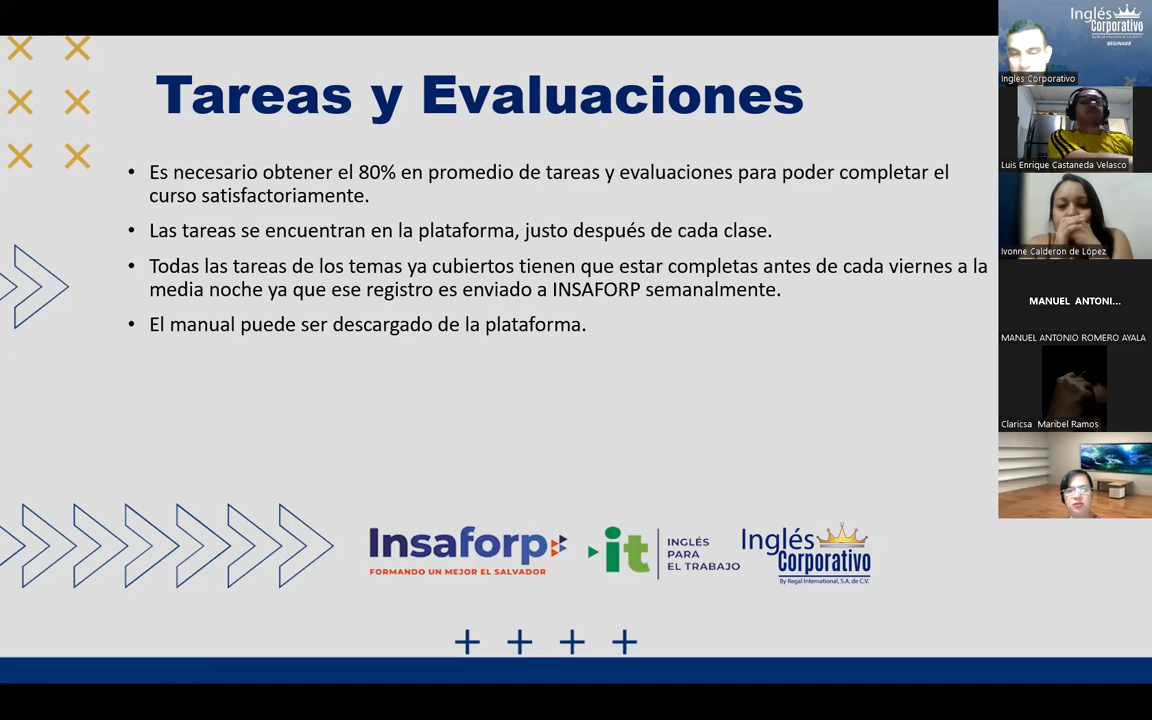 Tareas y Evaluaciones
• Es necesario obtener el 80% en promedio de tareas y evaluaciones para poder completar el
curso satisfactoriamente.
• Las tareas se encuentran en la plataforma, justo después de cada clase.
• Todas las tareas de los temas ya cubiertos tienen que estar completas antes de cada viernes a la
media noche ya que ese registro es enviado a INSAFORP semanalmente.
• El manual puede ser descargado de la plataforma.
Insaforp
FORMANDO UN MEJOR EL SALVADOR
it
INGLÉS
PARA
EL TRABAJO
Inglés
Corporativo
By Regal International, S.A. de C.V.
Inglés
Corporativo
BEGINNER
Ingles Corporativo
Luis Enrique Castaneda Velasco
Ivonne Calderon de López
MANUEL ANTONI...
MANUEL ANTONIO ROMERO AYALA
Claricsa Maribel Ramos